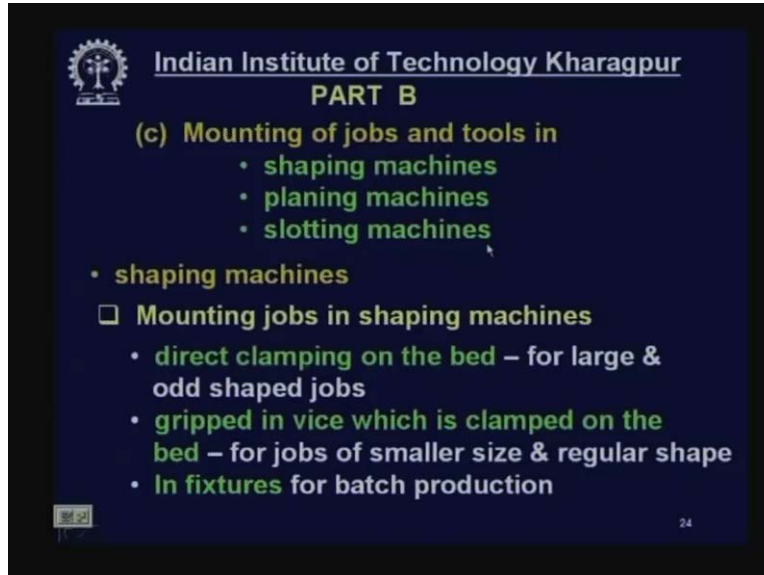 Indian Institute of Technology Kharagpur
PART B
(c) Mounting of jobs and tools in
• shaping machines
• planing machines
• slotting machines
• shaping machines
❑ Mounting jobs in shaping machines
• direct clamping on the bed – for large &
odd shaped jobs
• gripped in vice which is clamped on the
bed – for jobs of smaller size & regular shape
• In fixtures for batch production
24